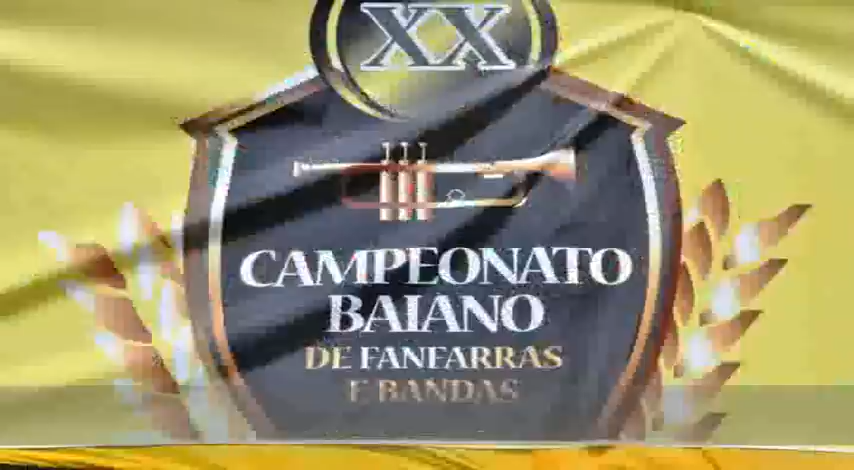 XX
CAMPEONATO
BAIANO
DE FANFARRAS
E BANDAS